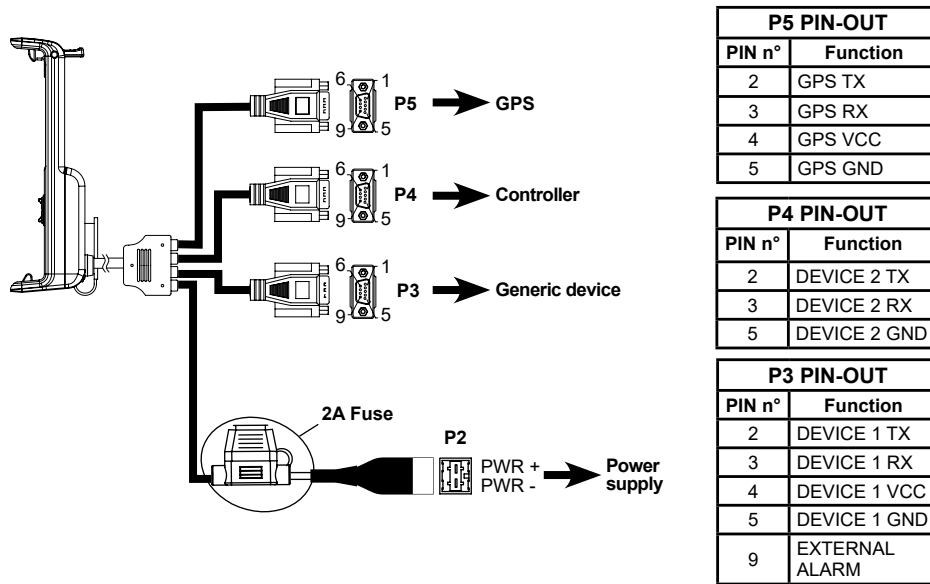 6
1
P5
GPS
9
5
6
1
P4
Controller
9
5
6
1
P3
Generic device
9
5
2A Fuse
P2
PWR +
PWR -
Power
supply
P5 PIN-OUT
PIN n° Function
2 GPS TX
3 GPS RX
4 GPS VCC
5 GPS GND
P4 PIN-OUT
PIN n° Function
2 DEVICE 2 TX
3 DEVICE 2 RX
5 DEVICE 2 GND
P3 PIN-OUT
PIN n° Function
2 DEVICE 1 TX
3 DEVICE 1 RX
4 DEVICE 1 VCC
5 DEVICE 1 GND
9 EXTERNAL
ALARM